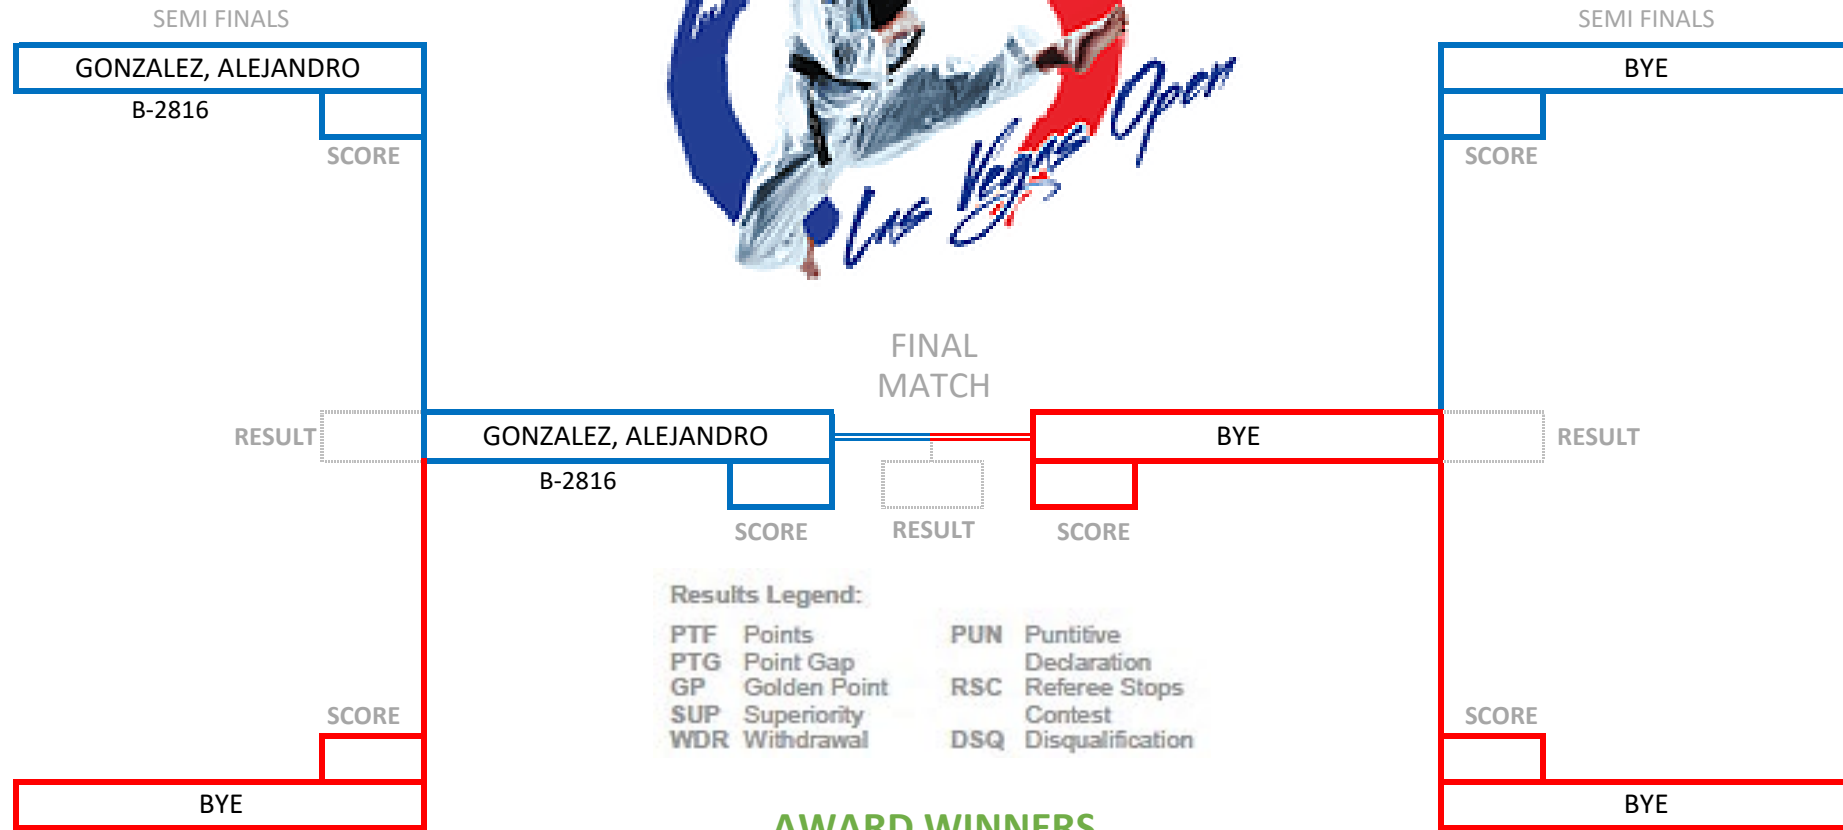 SEMI FINALS
SEMI FINALS
GONZALEZ, ALEJANDRO
BYE
B-2816
SCORE
SCORE
Las Vegas Open
FINAL
MATCH
RESULT
GONZALEZ, ALEJANDRO
BYE
RESULT
B-2816
SCORE
RESULT
SCORE
Results Legend:
PTF Points PUN Puntitive
PTG Point Gap Declaration
GP Golden Point RSC Referee Stops
SUP Superiority Contest
WDR Withdrawal DSQ Disqualification
SCORE
SCORE
BYE
BYE
AWARD WINNERS